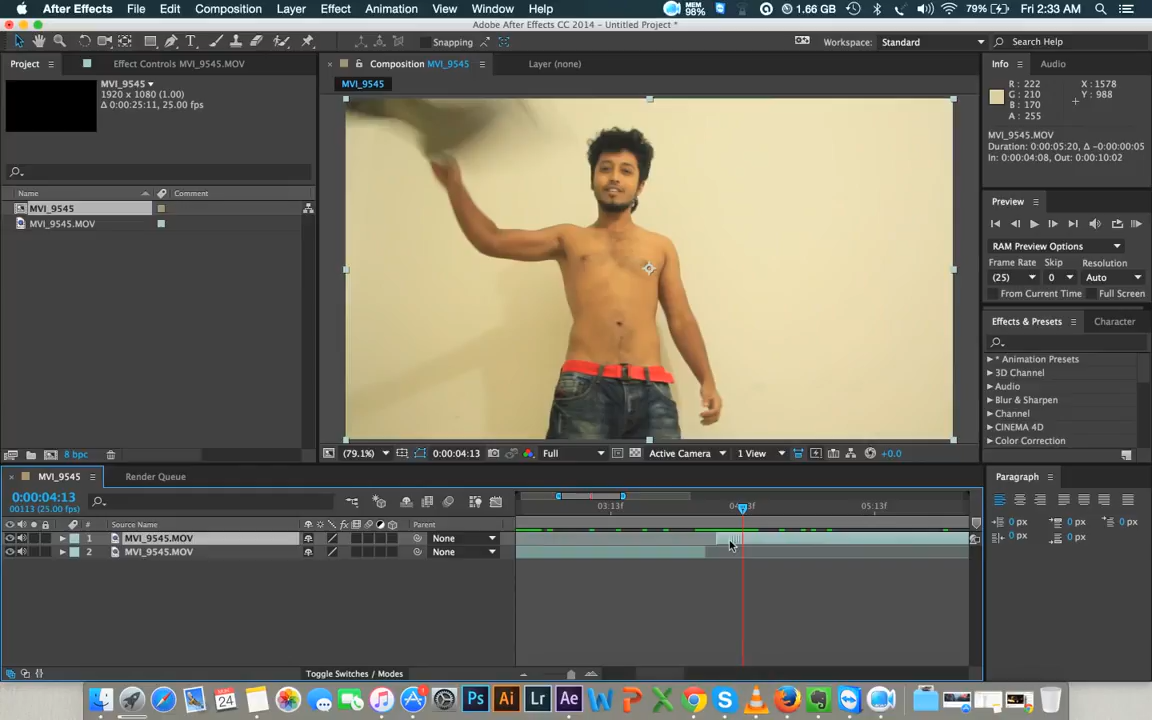 After Effects File Edit Composition Layer Effect Animation View Window Help MEM 98% 1.66 GB 79% Fri 2:33 AM
Adobe After Effects CC 2014 - Untitled Project *
Snapping Workspace: Standard Search Help
Project Effect Controls MVI_9545 Composition MVI_9545 Layer (none) Info Audio
MVI_9545
MVI_9545
1920 x 1080 (1.00)
Δ 0:00:25:11, 25.00 fps
R : 222 X : 1578
G : 210 Y : 988
B : 170
A : 255
MVI_9545.MOV
Duration: 0:00:05:20, Δ -0:00:00:05
In: 0:00:04:08, Out: 0:00:10:02
Name Comment
MVI_9545
MVI_9545.MOV
Preview
RAM Preview Options
Frame Rate Skip Resolution
(25) 0 Auto
From Current Time Full Screen
Effects & Presets Character
* Animation Presets
3D Channel
Audio
Blur & Sharpen
Channel
CINEMA 4D
Color Correction
8 bpc (79.1%) 0:00:04:13 Full Active Camera 1 View +0.0
MVI_9545 Render Queue Paragraph
0:00:04:13
00113 (25.00 fps)
03:13f 04:13f 05:13f
# Source Name Parent
1 MVI_9545.MOV None
2 MVI_9545.MOV None
0 px 0 px
0 px 0 px
Toggle Switches / Modes